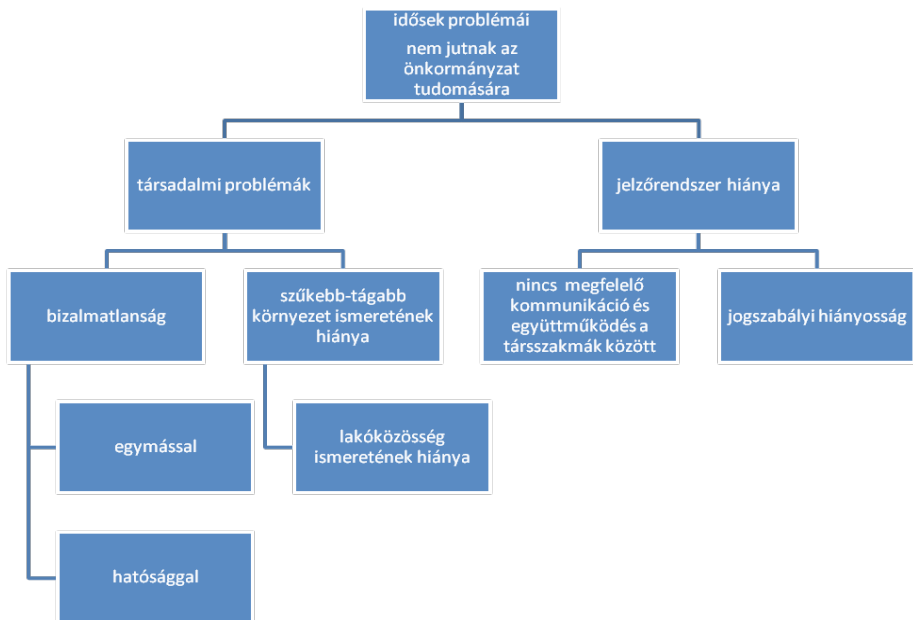 idősek problémái
nem jutnak az
önkormányzat
tudomására
társadalmi problémák
jelzőrendszer hiánya
bizalmatlanság
szűkebb-tágabb
környezet ismeretének
hiánya
nincs megfelelő
kommunikáció és
együttműködés a
társszakmák között
jogszabályi hiányosság
egymással
lakóközösség
ismeretének hiánya
hatósággal